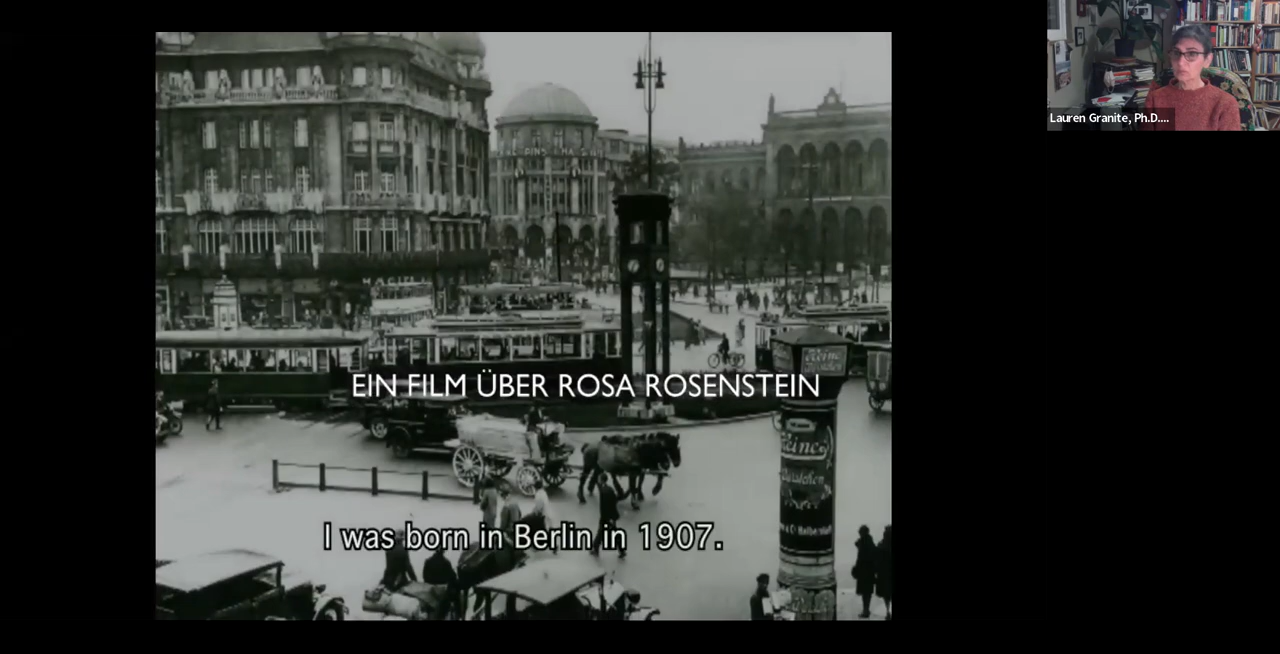 Lauren Granite, Ph.D....
EIN FILM ÜBER ROSA ROSENSTEIN
I was born in Berlin in 1907.